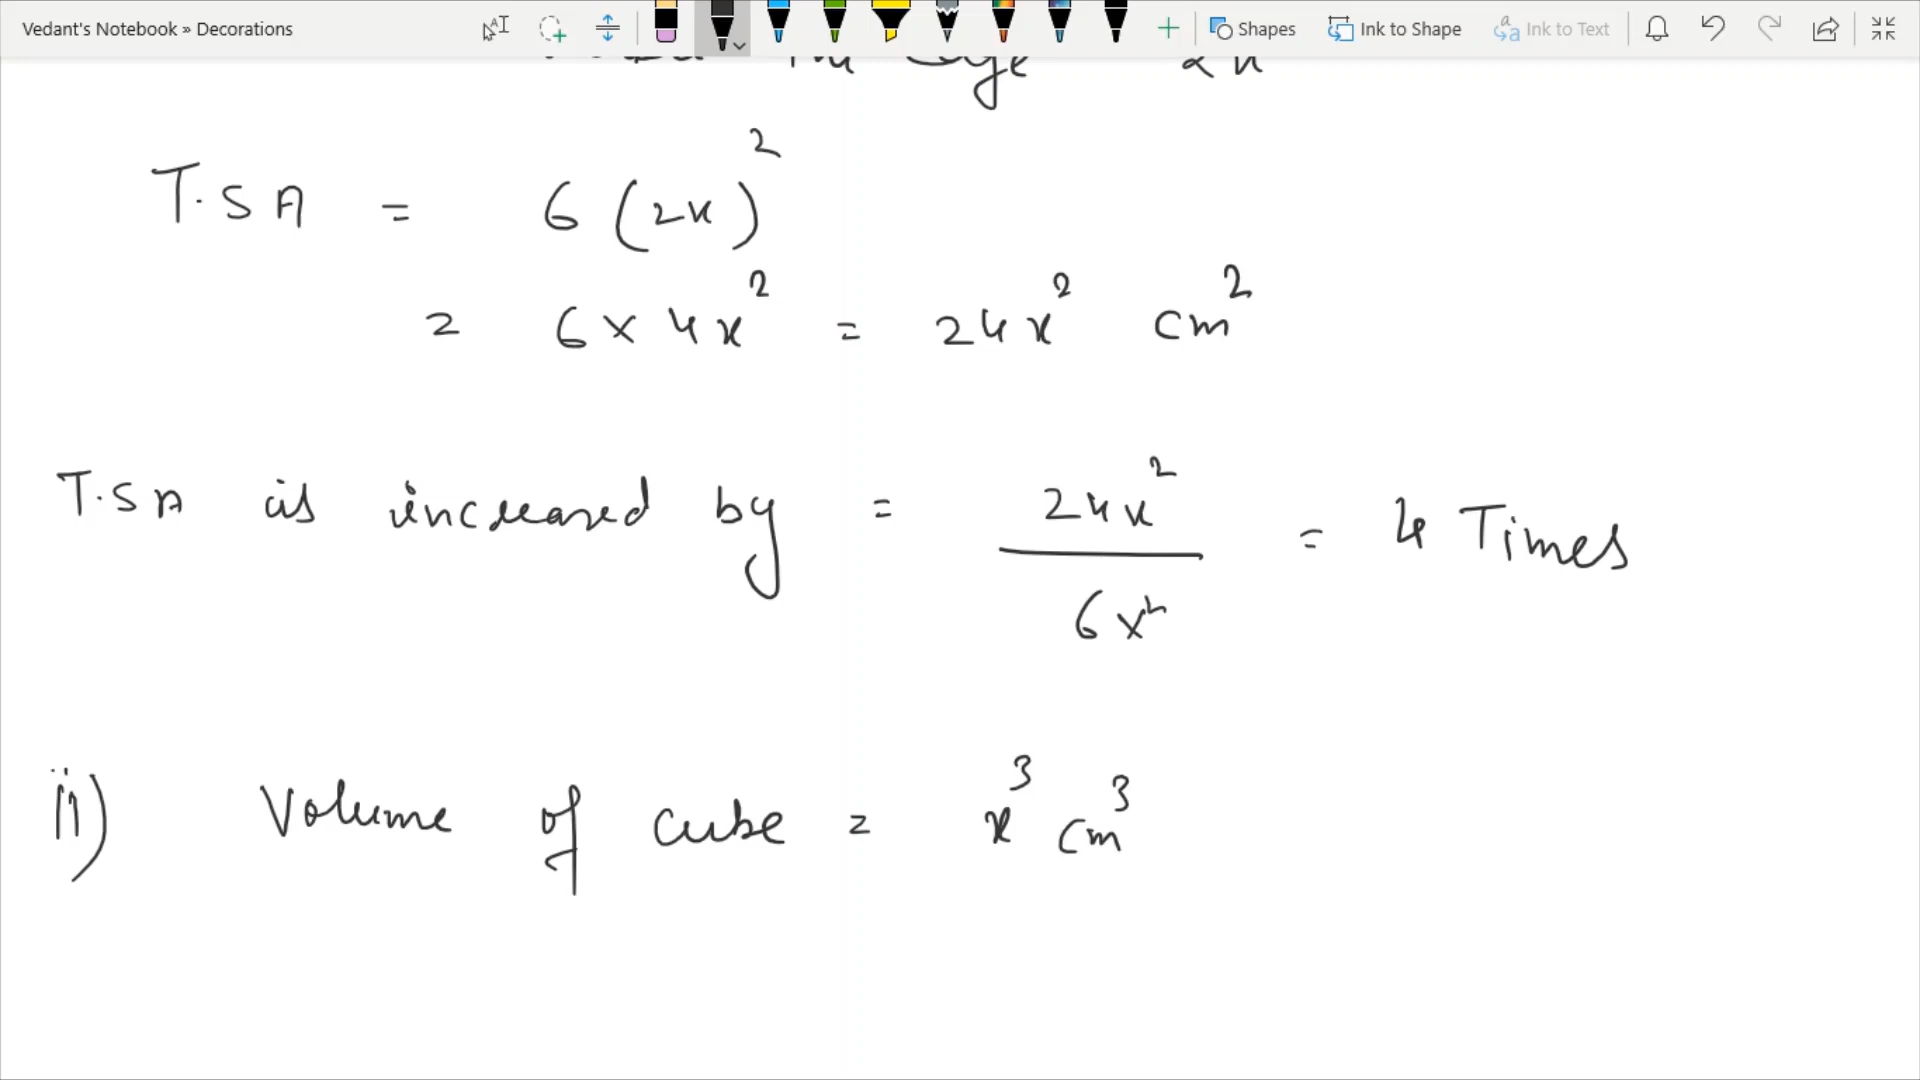 Vedant's Notebook » Decorations Shapes Ink to Shape Ink to Text
2x
T.S A = 6 (2x)²
= 6 × 4x² = 24x² cm²
T.S A is increased by = 24x² / 6x² = 4 Times
ii) Volume of cube = x³ cm³